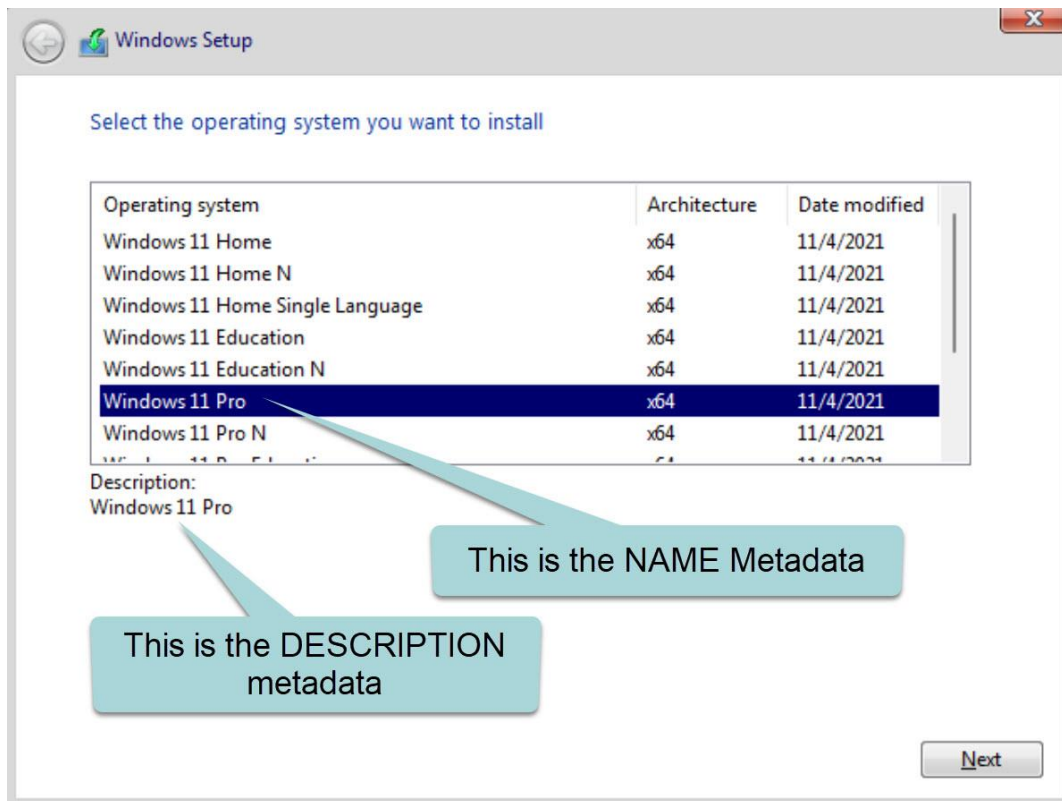 Windows Setup
Select the operating system you want to install
Operating system Architecture Date modified
Windows 11 Home x64 11/4/2021
Windows 11 Home N x64 11/4/2021
Windows 11 Home Single Language x64 11/4/2021
Windows 11 Education x64 11/4/2021
Windows 11 Education N x64 11/4/2021
Windows 11 Pro x64 11/4/2021
Windows 11 Pro N x64 11/4/2021
Description:
Windows 11 Pro
This is the NAME Metadata
This is the DESCRIPTION
metadata
Next